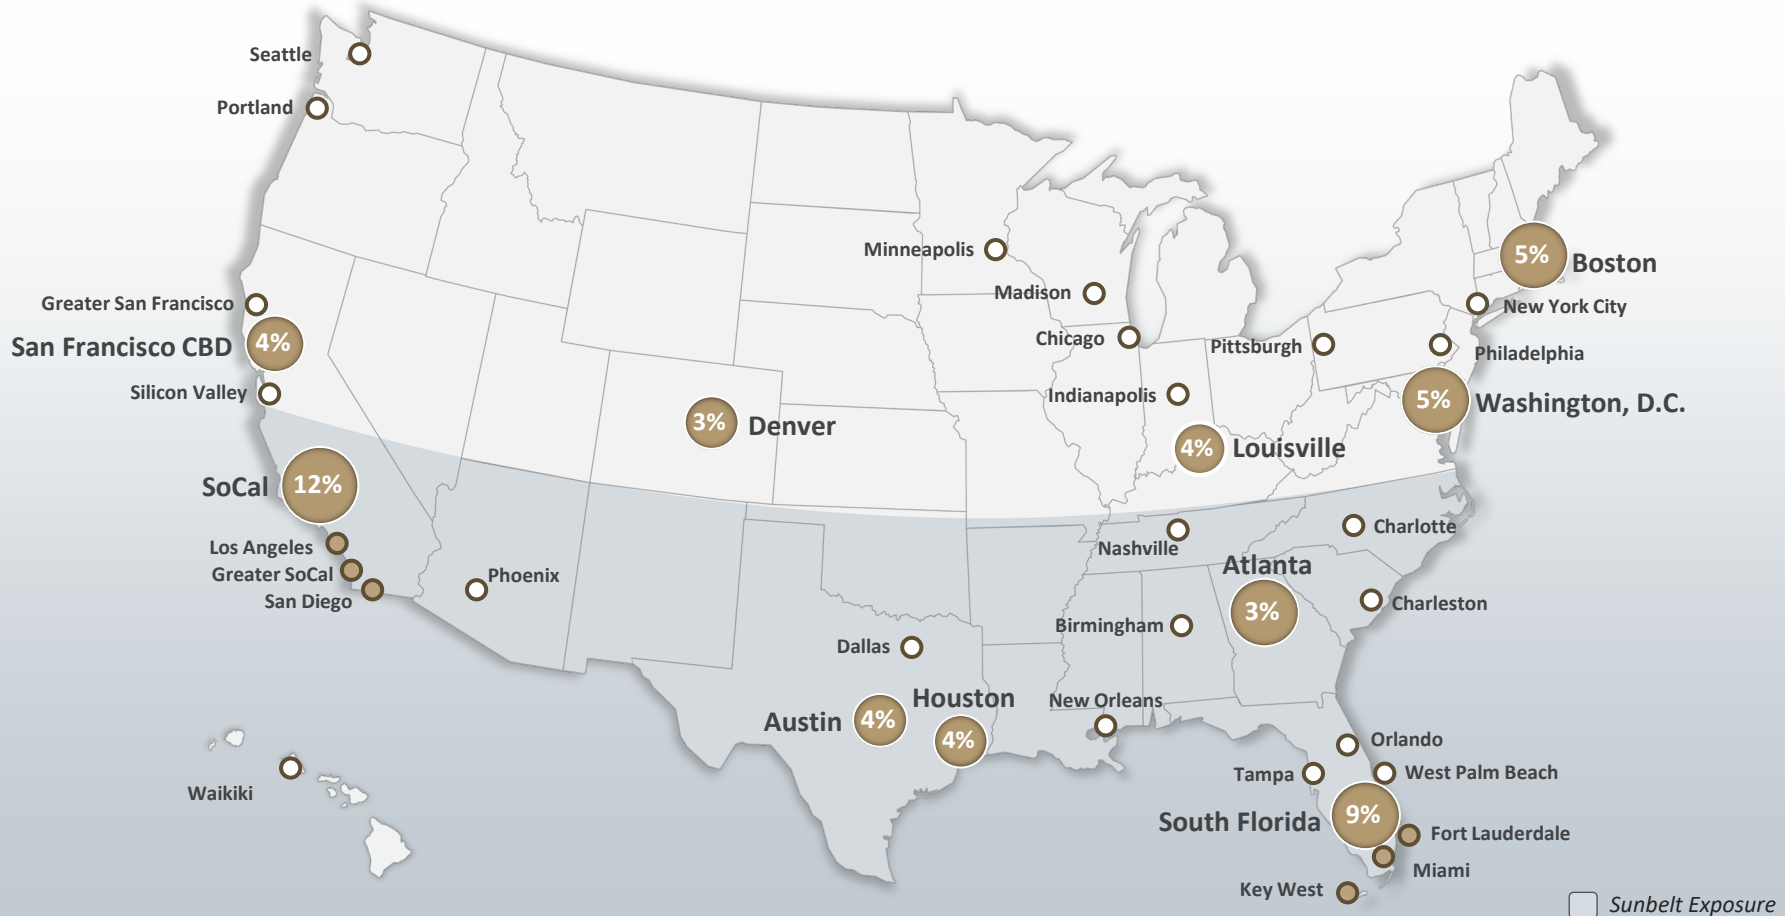 Seattle
Portland
Minneapolis
5%
Boston
Madison
Greater San Francisco
New York City
San Francisco CBD
4%
Chicago
Pittsburgh
Philadelphia
Silicon Valley
Indianapolis
5%
Washington, D.C.
3%
Denver
4%
Louisville
SoCal
12%
Charlotte
Los Angeles
Nashville
Greater SoCal
Phoenix
Atlanta
San Diego
3%
Charleston
Birmingham
Dallas
Houston
New Orleans
Austin
4%
4%
Orlando
Tampa
West Palm Beach
Waikiki
South Florida
9%
Fort Lauderdale
Miami
Key West
Sunbelt Exposure